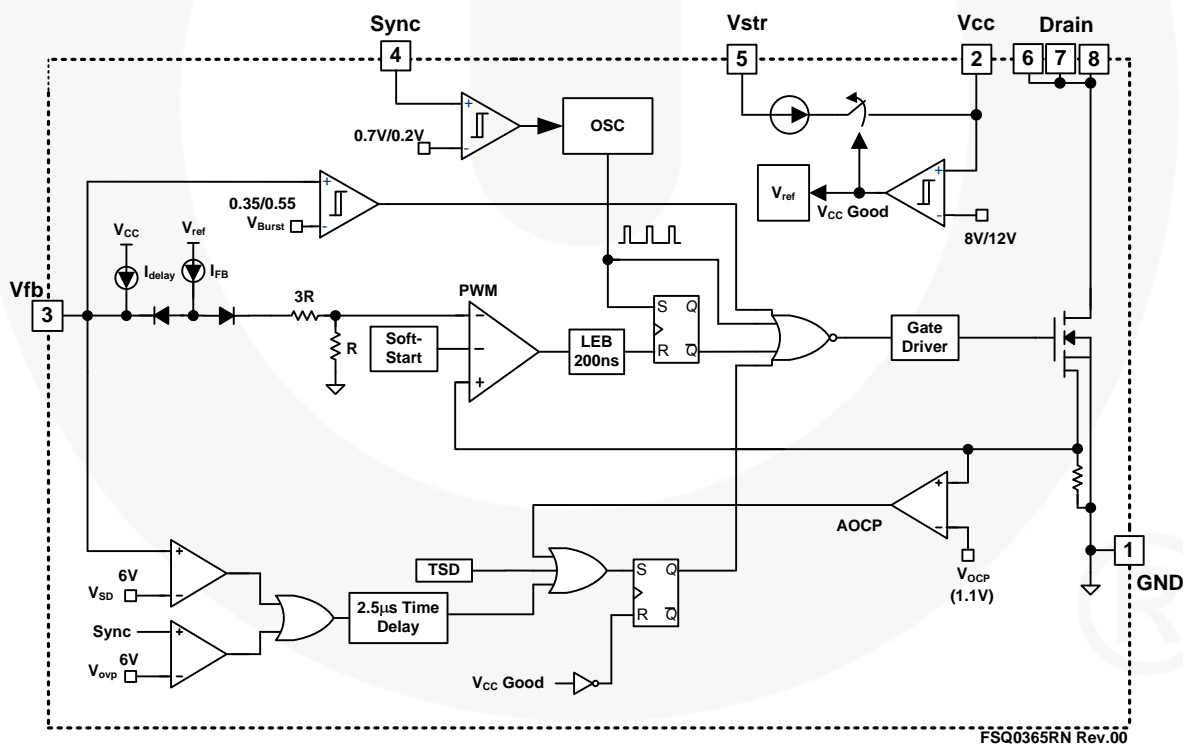 Sync
Vstr
Vcc
Drain
4
5
2
6
7
8
0.7V/0.2V
+
-
OSC
Vref
VCC Good
+
-
8V/12V
0.35/0.55
VBurst
+
-
VCC
Vref
Idelay
IFB
Vfb
3
3R
R
PWM
Soft-
Start
−
−
+
LEB
200ns
S
Q
R
Q̅
Gate
Driver
AOCP
+
−
VOCP
(1.1V)
1
GND
6V
VSD
+
−
Sync
6V
Vovp
+
−
2.5μs Time
Delay
TSD
S
Q
R
Q̅
VCC Good
FSQ0365RN Rev.00
®